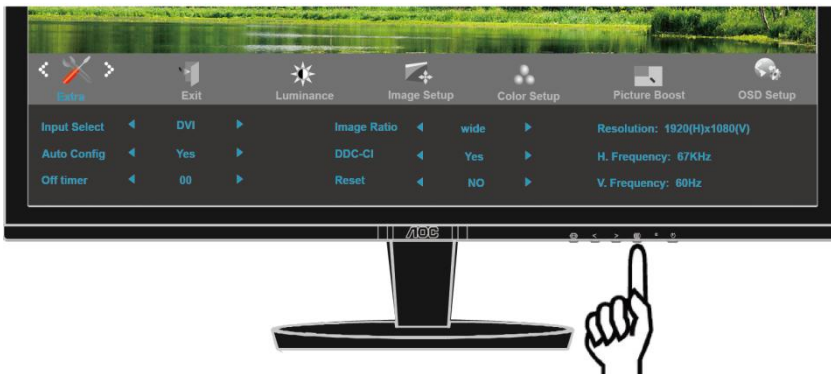 Extra Exit Luminance Image Setup Color Setup Picture Boost OSD Setup
Input Select DVI Image Ratio wide Resolution: 1920(H)x1080(V)
Auto Config Yes DDC-CI Yes H. Frequency: 67KHz
Off timer 00 Reset NO V. Frequency: 60Hz
AOC